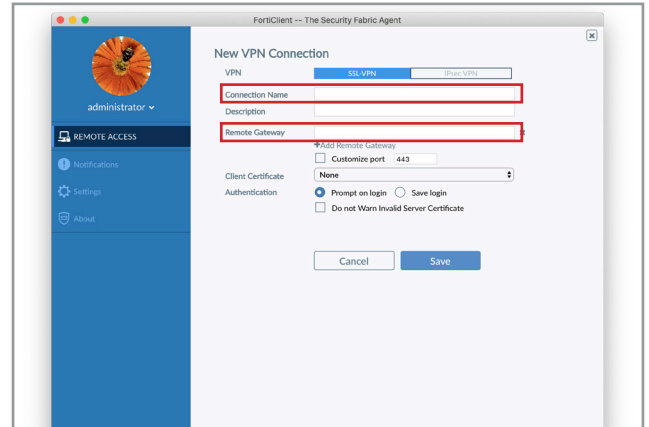 FortiClient -- The Security Fabric Agent
administrator
REMOTE ACCESS
Notifications
Settings
About
New VPN Connection
VPN
SSL-VPN
IPsec VPN
Connection Name
Description
Remote Gateway
+Add Remote Gateway
Customize port 443
Client Certificate
None
Authentication
Prompt on login
Save login
Do not Warn Invalid Server Certificate
Cancel
Save